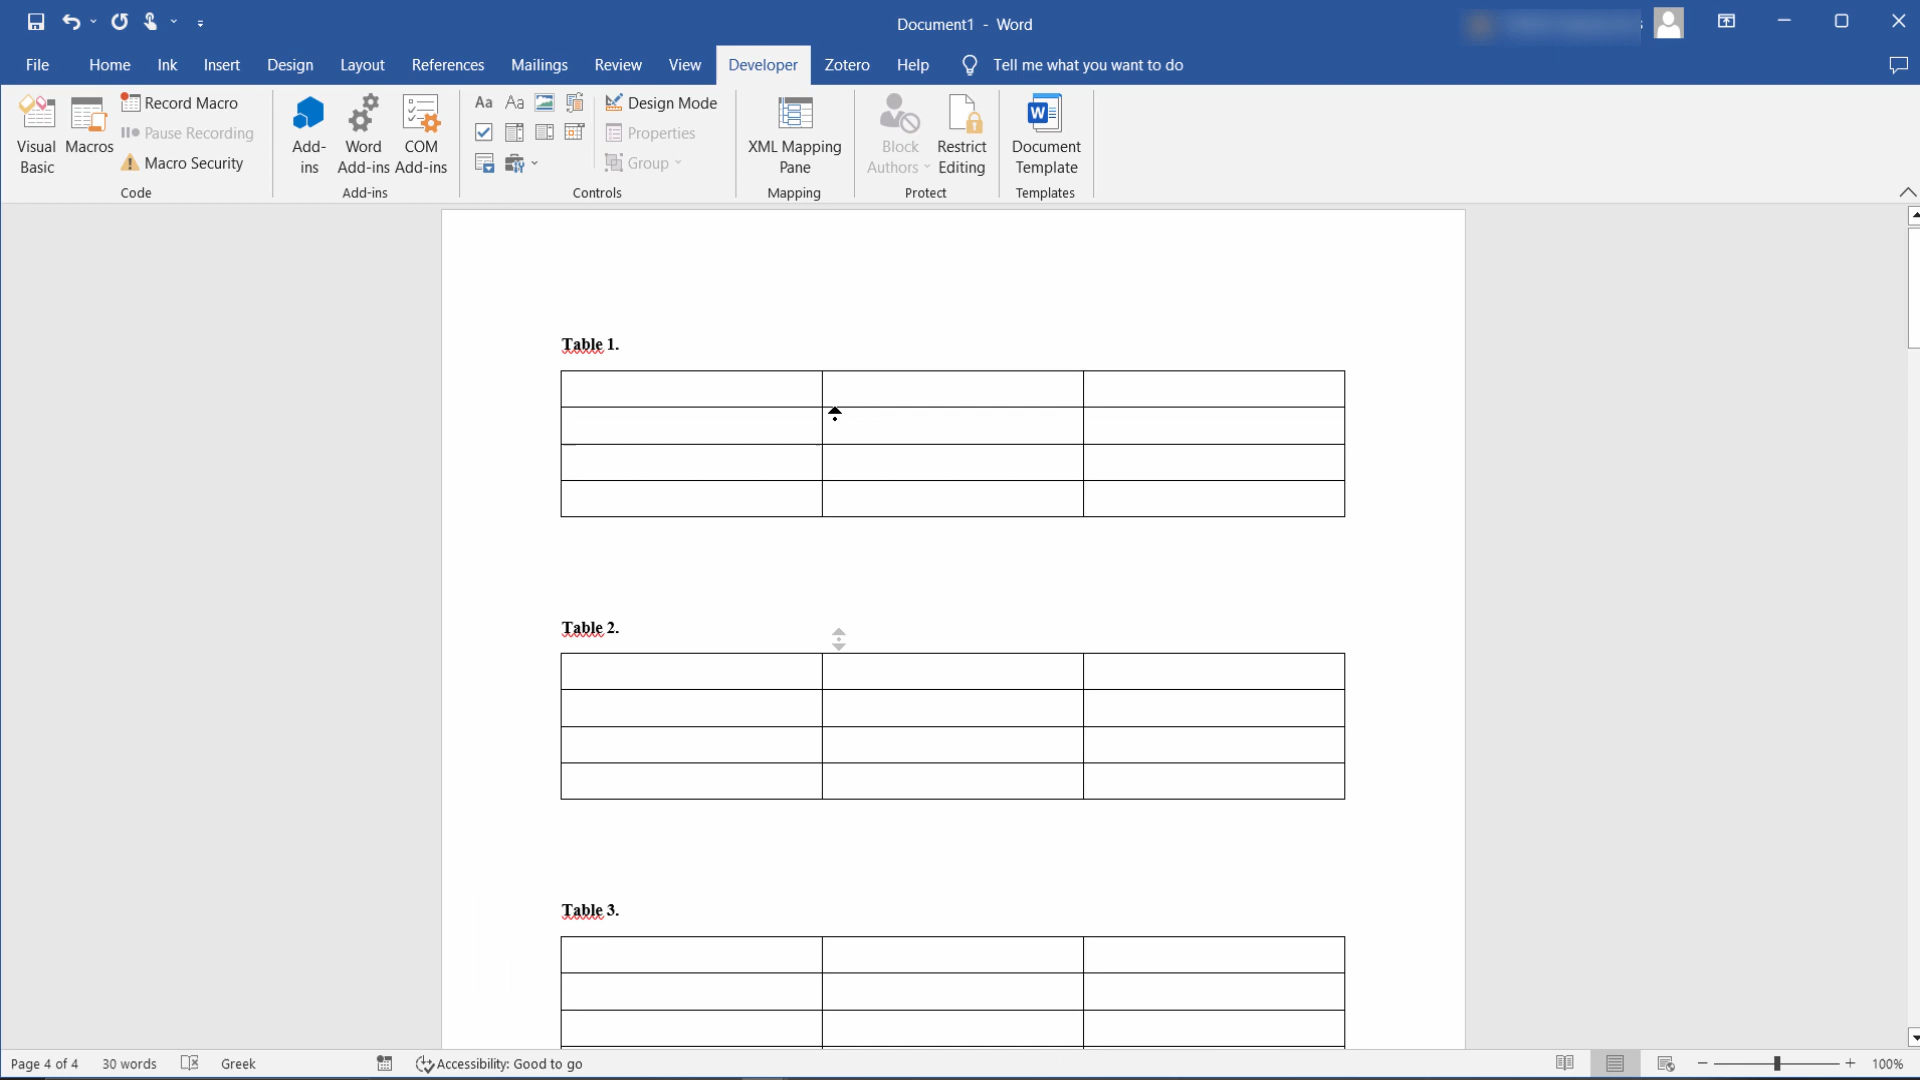 Document1 - Word
File Home Ink Insert Design Layout References Mailings Review View Developer Zotero Help Tell me what you want to do
Visual Basic
Macros
Record Macro
Pause Recording
Macro Security
Code
Add-ins
Word Add-ins
COM Add-ins
Add-ins
Aa Aa
Design Mode
Properties
Group
Controls
XML Mapping Pane
Mapping
Block Authors
Restrict Editing
Protect
Document Template
Templates
Table 1.
Table 2.
Table 3.
Page 4 of 4 30 words Greek Accessibility: Good to go 100%